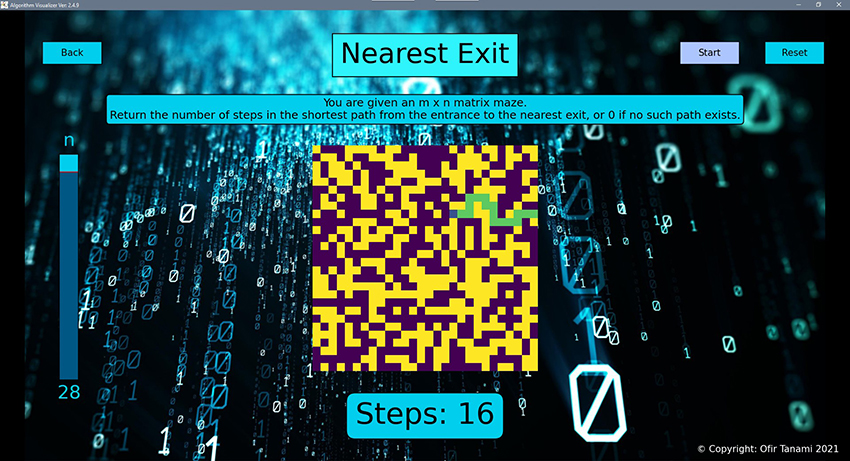 Algorithm Visualizer Ver: 2.4.9
Back
Nearest Exit
Start
Reset
You are given an m x n matrix maze.
Return the number of steps in the shortest path from the entrance to the nearest exit, or 0 if no such path exists.
n
28
Steps: 16
© Copyright: Ofir Tanami 2021